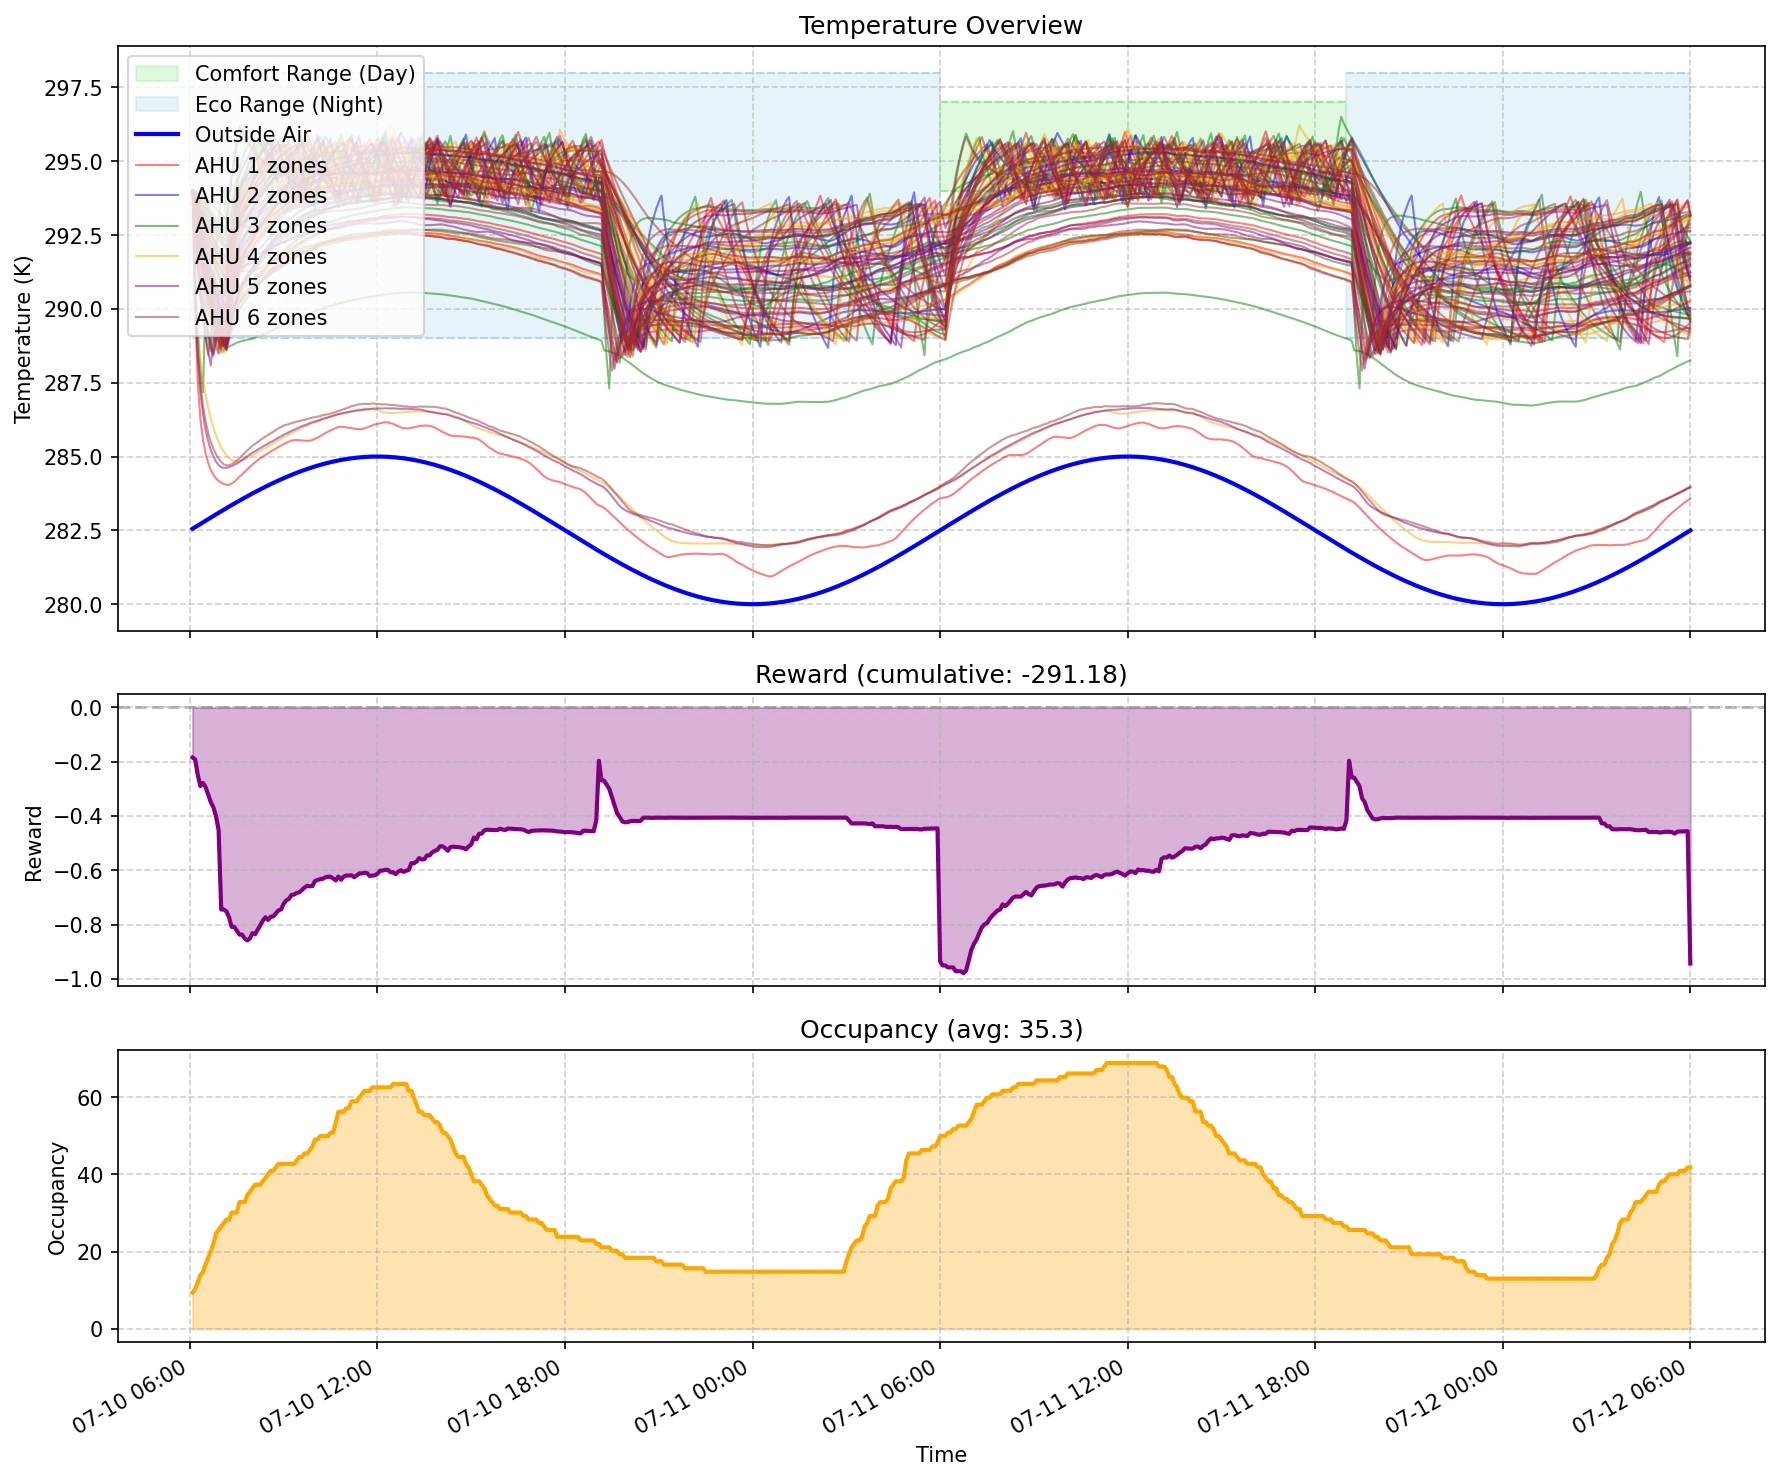 Temperature Overview
Temperature (K)
297.5
295.0
292.5
290.0
287.5
285.0
282.5
280.0
Comfort Range (Day)
Eco Range (Night)
Outside Air
AHU 1 zones
AHU 2 zones
AHU 3 zones
AHU 4 zones
AHU 5 zones
AHU 6 zones
Reward (cumulative: -291.18)
Reward
0.0
−0.2
−0.4
−0.6
−0.8
−1.0
Occupancy (avg: 35.3)
Occupancy
60
40
20
0
07-10 06:00
07-10 12:00
07-10 18:00
07-11 00:00
07-11 06:00
07-11 12:00
07-11 18:00
07-12 00:00
07-12 06:00
Time